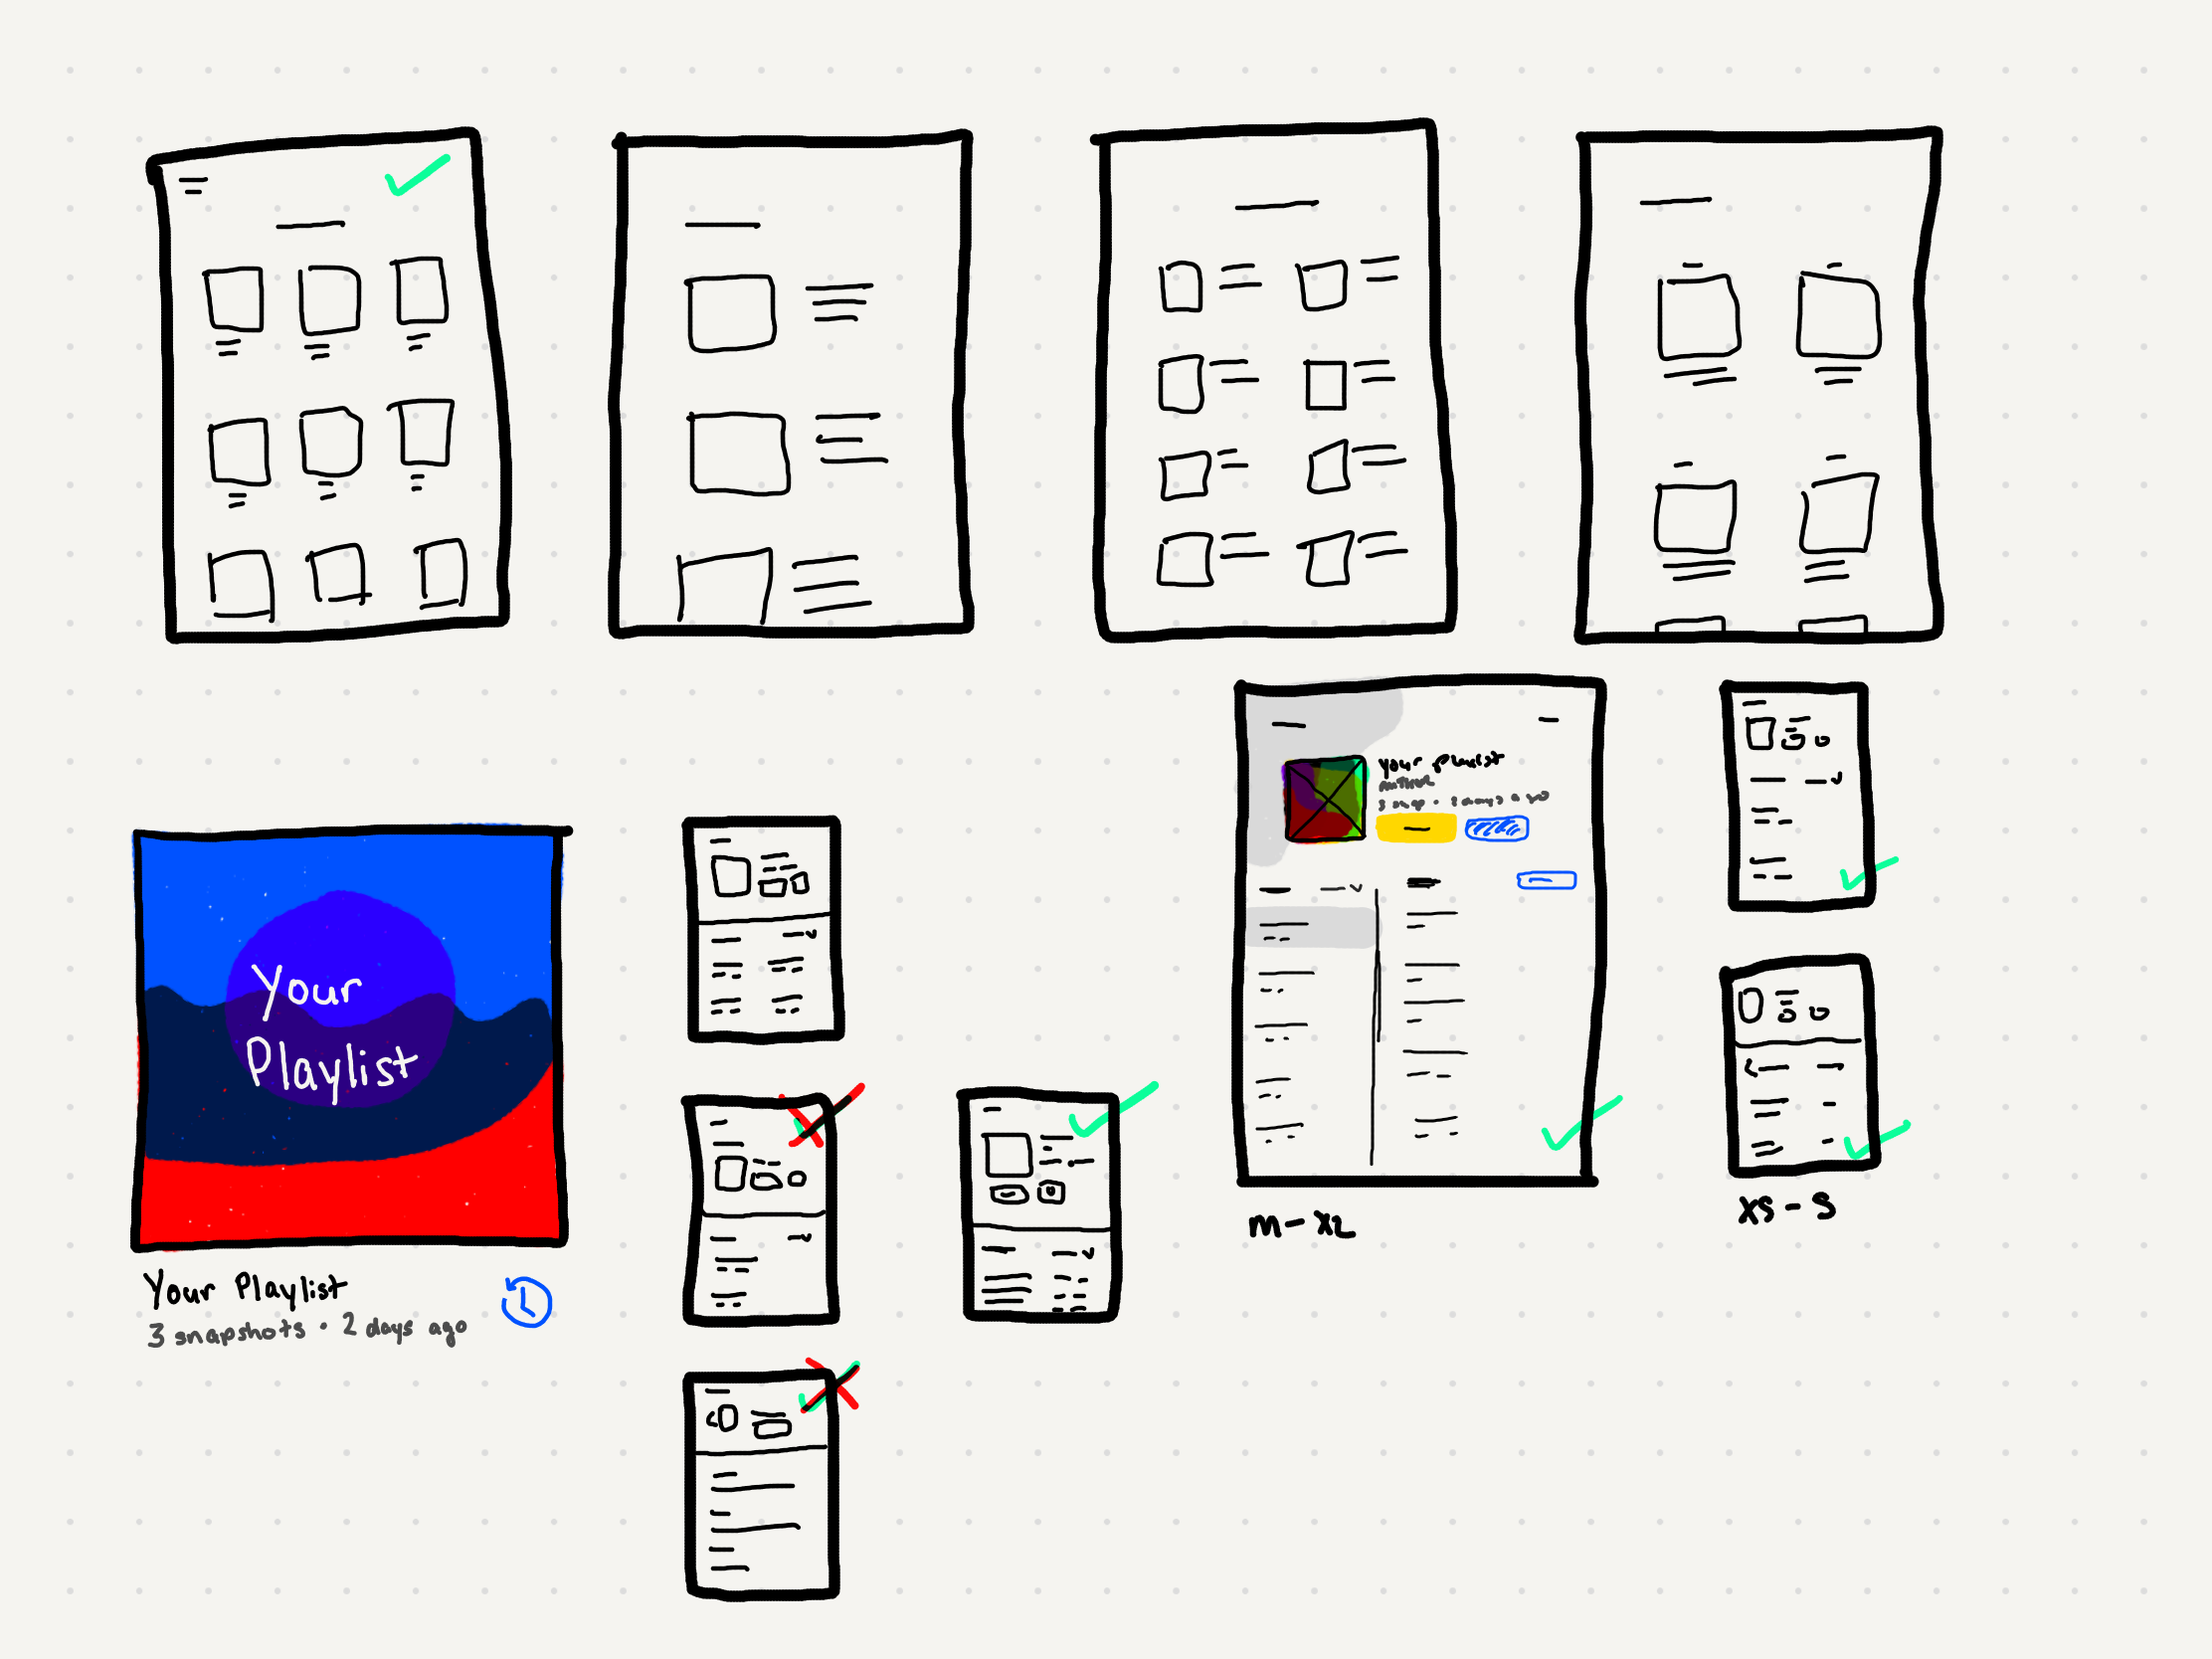 Your
Playlist
Your Playlist
3 snapshots · 2 days ago
Your Playlist
Author
3 snap · 2 days ago
m - XL
XS - S